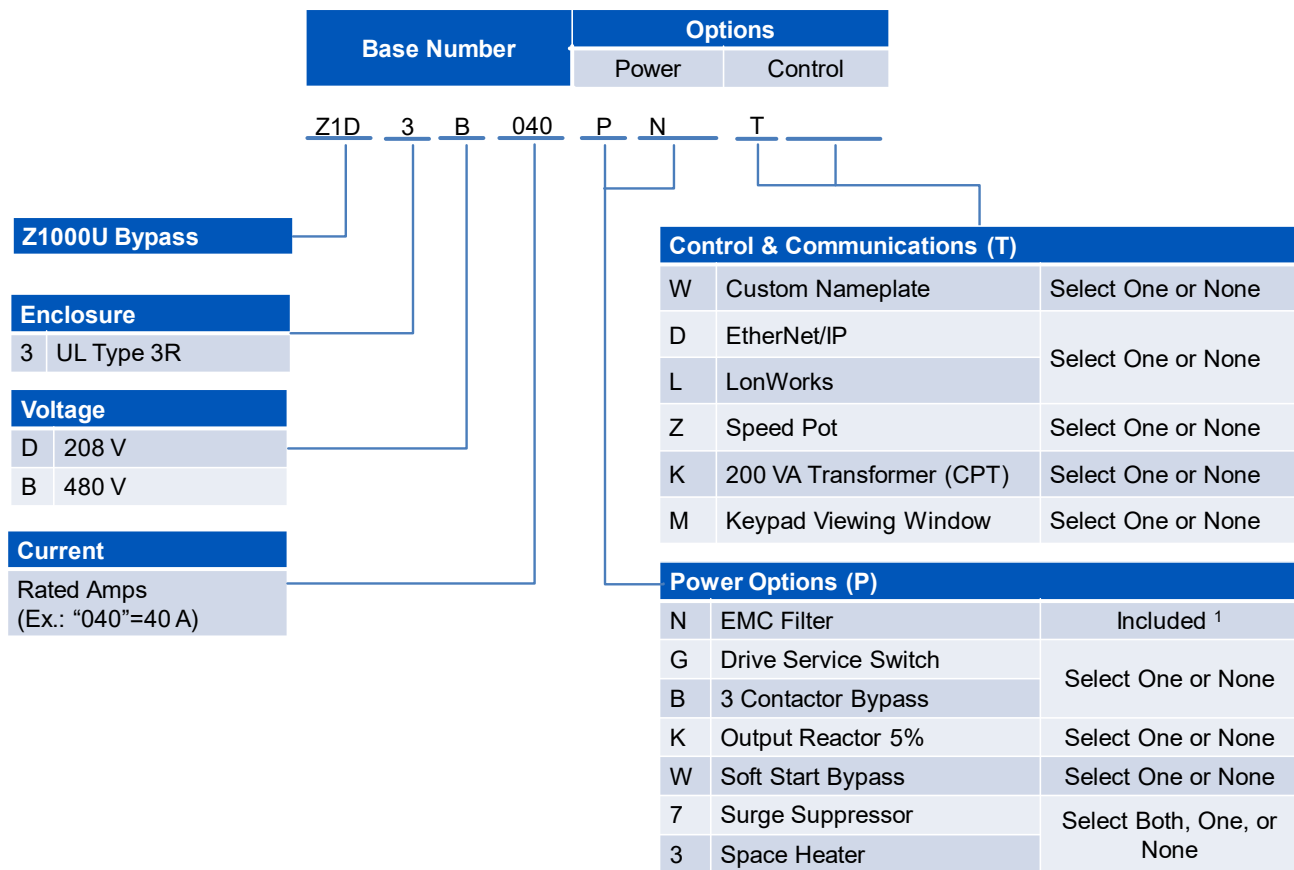 Base Number
Options
Power Control
Z1D 3 B 040 P N T
Z1000U Bypass
Enclosure
3 UL Type 3R
Voltage
D 208 V
B 480 V
Current
Rated Amps
(Ex.: “040”=40 A)
Control & Communications (T)
W Custom Nameplate Select One or None
D EtherNet/IP
Select One or None
L LonWorks
Z Speed Pot Select One or None
K 200 VA Transformer (CPT) Select One or None
M Keypad Viewing Window Select One or None
Power Options (P)
N EMC Filter Included 1
G Drive Service Switch
Select One or None
B 3 Contactor Bypass
K Output Reactor 5% Select One or None
W Soft Start Bypass Select One or None
7 Surge Suppressor
Select Both, One, or
None
3 Space Heater